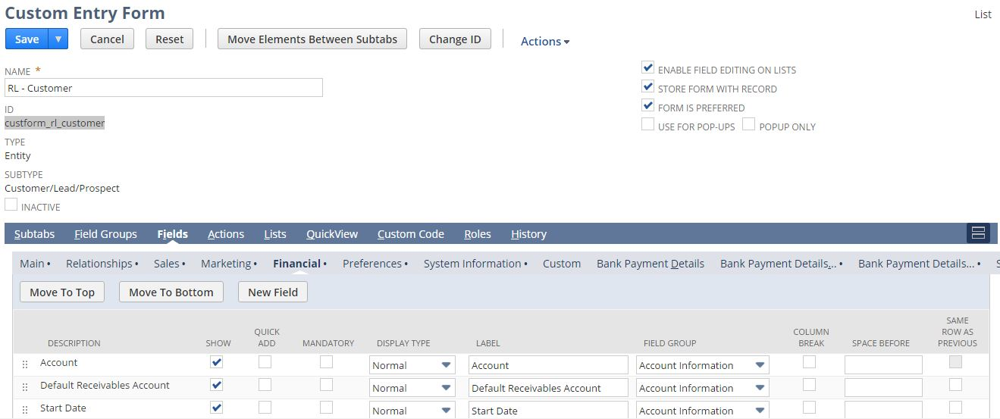 Custom Entry Form
List
Save Cancel Reset Move Elements Between Subtabs Change ID Actions
NAME *
RL - Customer
ID
custform_rl_customer
TYPE
Entity
SUBTYPE
Customer/Lead/Prospect
INACTIVE
ENABLE FIELD EDITING ON LISTS
STORE FORM WITH RECORD
FORM IS PREFERRED
USE FOR POP-UPS POPUP ONLY
Subtabs Field Groups Fields Actions Lists QuickView Custom Code Roles History
Main • Relationships • Sales • Marketing • Financial • Preferences • System Information • Custom Bank Payment Details Bank Payment Details... • Bank Payment Details... •
Move To Top Move To Bottom New Field
DESCRIPTION SHOW QUICK ADD MANDATORY DISPLAY TYPE LABEL FIELD GROUP COLUMN BREAK SPACE BEFORE SAME ROW AS PREVIOUS
Account Normal Account Account Information
Default Receivables Account Normal Default Receivables Account Account Information
Start Date Normal Start Date Account Information